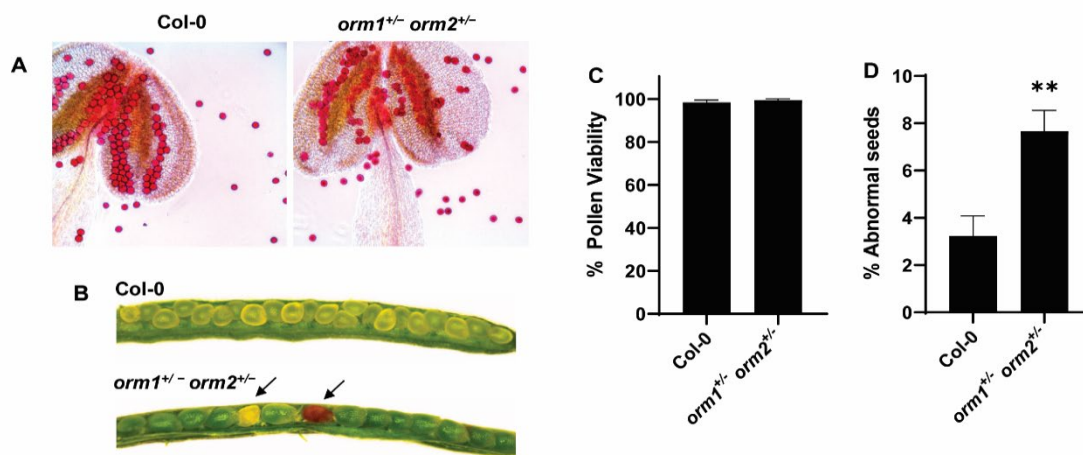 Col-0
orm1+/− orm2+/−
A
B
Col-0
orm1+/− orm2+/−
C
% Pollen Viability
100
80
60
40
20
0
Col-0
orm1+/- orm2+/-
D
% Abnormal seeds
10
8
6
4
2
0
**
Col-0
orm1+/- orm2+/-